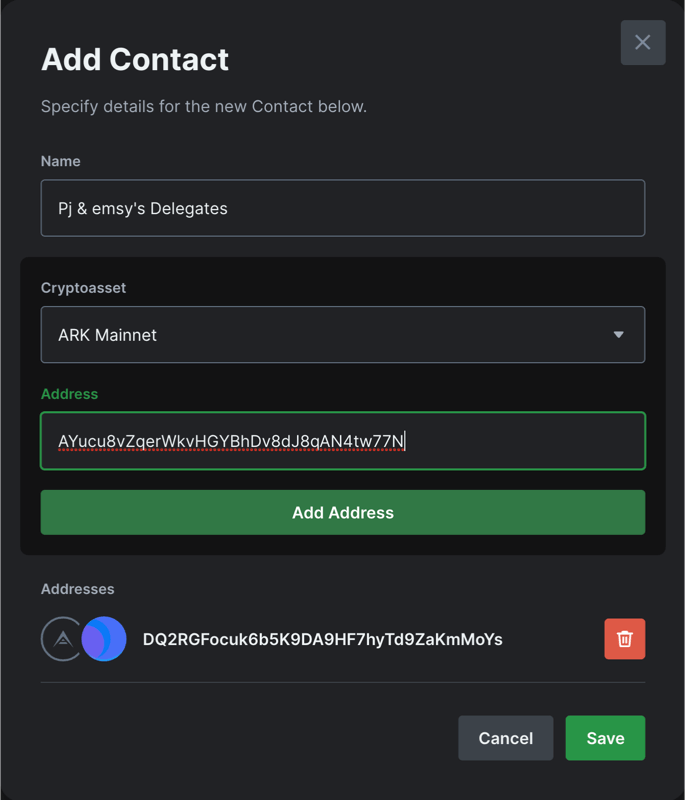 Add Contact
Specify details for the new Contact below.
Name
Pj & emsy's Delegates
Cryptoasset
ARK Mainnet
Address
AYucu8vZqerWkvHGYBhDv8dJ8qAN4tw77N
Add Address
Addresses
DQ2RGFocuk6b5K9DA9HF7hyTd9ZaKmMoYs
Cancel
Save